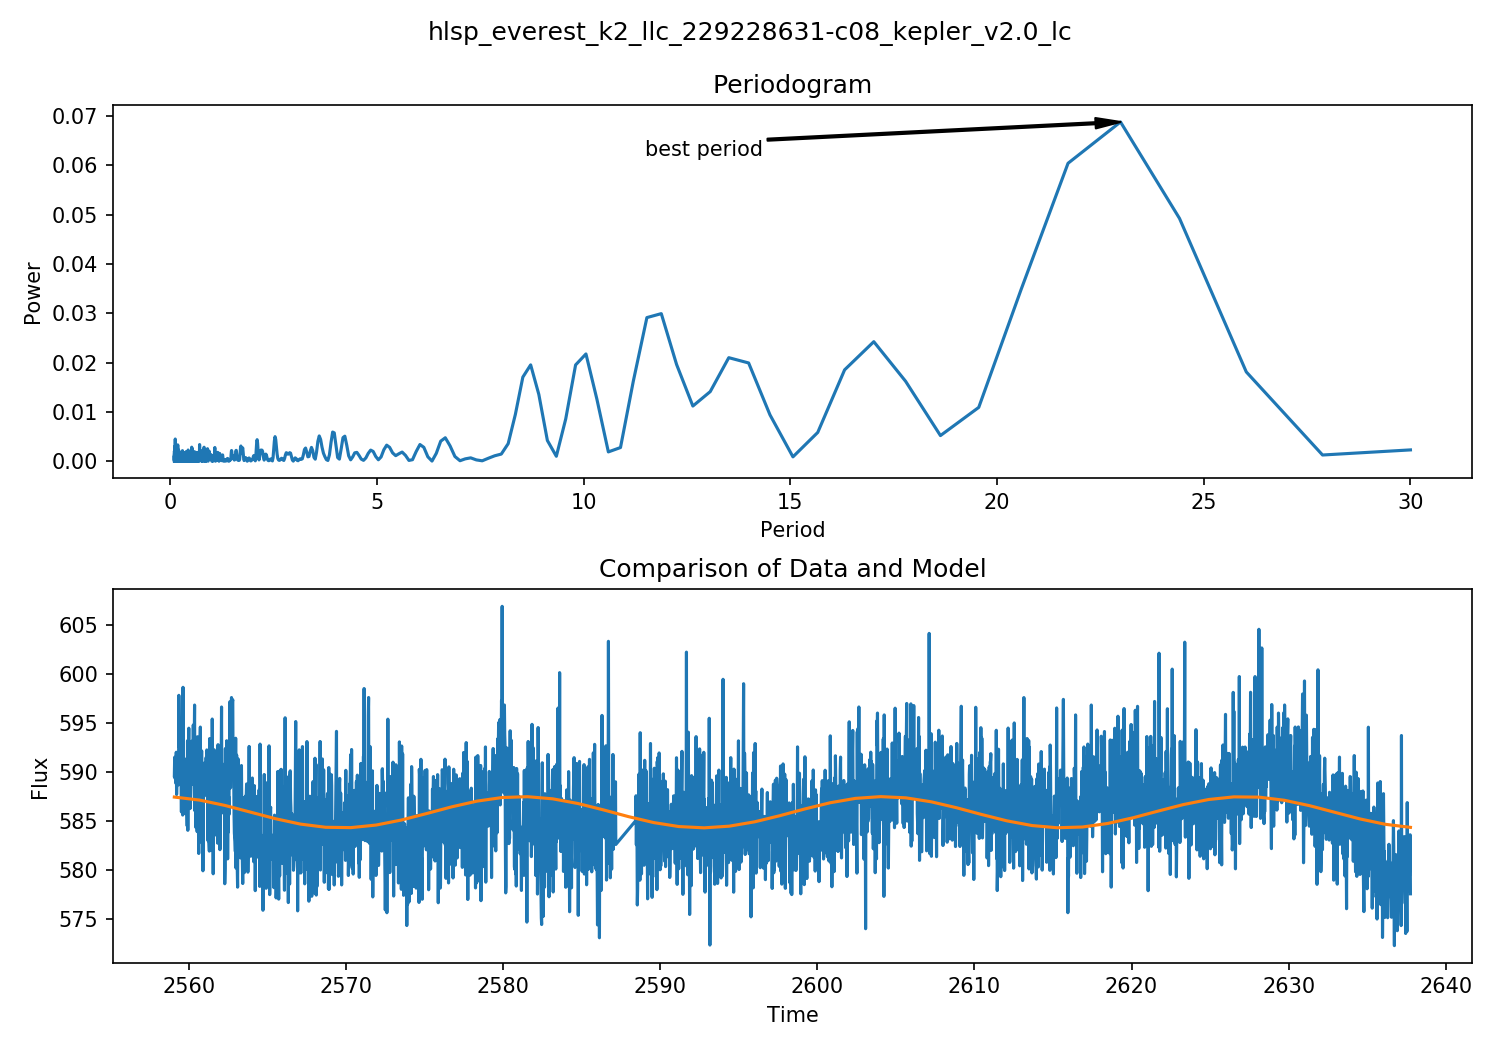 hlsp_everest_k2_llc_229228631-c08_kepler_v2.0_lc
Periodogram
0.07
0.06
0.05
0.04
0.03
0.02
0.01
0.00
Power
best period
0 5 10 15 20 25 30
Period
Comparison of Data and Model
605
600
595
590
585
580
575
Flux
2560 2570 2580 2590 2600 2610 2620 2630 2640
Time